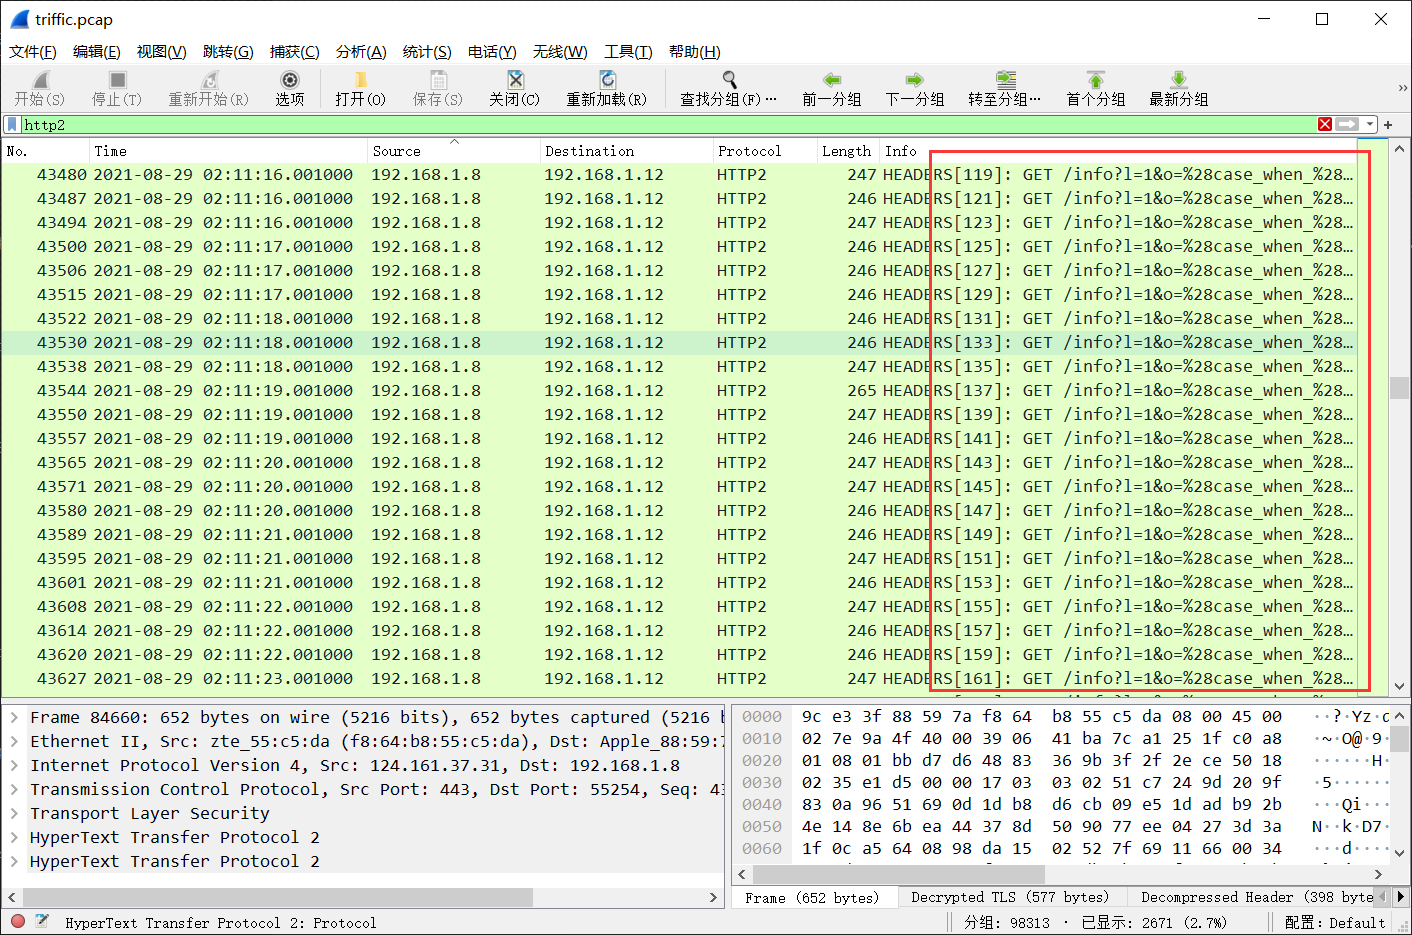 triffic.pcap
文件(F) 编辑(E) 视图(V) 跳转(G) 捕获(C) 分析(A) 统计(S) 电话(Y) 无线(W) 工具(T) 帮助(H)
开始(S) 停止(T) 重新开始(R) 选项 打开(O) 保存(S) 关闭(C) 重新加载(R) 查找分组(F)… 前一分组 下一分组 转至分组… 首个分组 最新分组 »
http2
No. Time Source Destination Protocol Length Info
43480 2021-08-29 02:11:16.001000 192.168.1.8 192.168.1.12 HTTP2 247 HEADERS[119]: GET /info?l=1&o=%28case_when_%28…
43487 2021-08-29 02:11:16.001000 192.168.1.8 192.168.1.12 HTTP2 246 HEADERS[121]: GET /info?l=1&o=%28case_when_%28…
43494 2021-08-29 02:11:16.001000 192.168.1.8 192.168.1.12 HTTP2 247 HEADERS[123]: GET /info?l=1&o=%28case_when_%28…
43500 2021-08-29 02:11:17.001000 192.168.1.8 192.168.1.12 HTTP2 246 HEADERS[125]: GET /info?l=1&o=%28case_when_%28…
43506 2021-08-29 02:11:17.001000 192.168.1.8 192.168.1.12 HTTP2 246 HEADERS[127]: GET /info?l=1&o=%28case_when_%28…
43515 2021-08-29 02:11:17.001000 192.168.1.8 192.168.1.12 HTTP2 246 HEADERS[129]: GET /info?l=1&o=%28case_when_%28…
43522 2021-08-29 02:11:18.001000 192.168.1.8 192.168.1.12 HTTP2 246 HEADERS[131]: GET /info?l=1&o=%28case_when_%28…
43530 2021-08-29 02:11:18.001000 192.168.1.8 192.168.1.12 HTTP2 246 HEADERS[133]: GET /info?l=1&o=%28case_when_%28…
43538 2021-08-29 02:11:18.001000 192.168.1.8 192.168.1.12 HTTP2 247 HEADERS[135]: GET /info?l=1&o=%28case_when_%28…
43544 2021-08-29 02:11:19.001000 192.168.1.8 192.168.1.12 HTTP2 265 HEADERS[137]: GET /info?l=1&o=%28case_when_%28…
43550 2021-08-29 02:11:19.001000 192.168.1.8 192.168.1.12 HTTP2 247 HEADERS[139]: GET /info?l=1&o=%28case_when_%28…
43557 2021-08-29 02:11:19.001000 192.168.1.8 192.168.1.12 HTTP2 247 HEADERS[141]: GET /info?l=1&o=%28case_when_%28…
43565 2021-08-29 02:11:20.001000 192.168.1.8 192.168.1.12 HTTP2 247 HEADERS[143]: GET /info?l=1&o=%28case_when_%28…
43571 2021-08-29 02:11:20.001000 192.168.1.8 192.168.1.12 HTTP2 247 HEADERS[145]: GET /info?l=1&o=%28case_when_%28…
43580 2021-08-29 02:11:20.001000 192.168.1.8 192.168.1.12 HTTP2 246 HEADERS[147]: GET /info?l=1&o=%28case_when_%28…
43589 2021-08-29 02:11:21.001000 192.168.1.8 192.168.1.12 HTTP2 246 HEADERS[149]: GET /info?l=1&o=%28case_when_%28…
43595 2021-08-29 02:11:21.001000 192.168.1.8 192.168.1.12 HTTP2 247 HEADERS[151]: GET /info?l=1&o=%28case_when_%28…
43601 2021-08-29 02:11:21.001000 192.168.1.8 192.168.1.12 HTTP2 246 HEADERS[153]: GET /info?l=1&o=%28case_when_%28…
43608 2021-08-29 02:11:22.001000 192.168.1.8 192.168.1.12 HTTP2 247 HEADERS[155]: GET /info?l=1&o=%28case_when_%28…
43614 2021-08-29 02:11:22.001000 192.168.1.8 192.168.1.12 HTTP2 246 HEADERS[157]: GET /info?l=1&o=%28case_when_%28…
43620 2021-08-29 02:11:22.001000 192.168.1.8 192.168.1.12 HTTP2 246 HEADERS[159]: GET /info?l=1&o=%28case_when_%28…
43627 2021-08-29 02:11:23.001000 192.168.1.8 192.168.1.12 HTTP2 247 HEADERS[161]: GET /info?l=1&o=%28case_when_%28…
Frame 84660: 652 bytes on wire (5216 bits), 652 bytes captured (5216 b
Ethernet II, Src: zte_55:c5:da (f8:64:b8:55:c5:da), Dst: Apple_88:59:7
Internet Protocol Version 4, Src: 124.161.37.31, Dst: 192.168.1.8
Transmission Control Protocol, Src Port: 443, Dst Port: 55254, Seq: 43
Transport Layer Security
HyperText Transfer Protocol 2
HyperText Transfer Protocol 2
0000 9c e3 3f 88 59 7a f8 64 b8 55 c5 da 08 00 45 00 ··?·Yz·d
0010 02 7e 9a 4f 40 00 39 06 41 ba 7c a1 25 1f c0 a8 ·~·O@·9·
0020 01 08 01 bb d7 d6 48 83 36 9b 3f 2f 2e ce 50 18 ······H·
0030 02 35 e1 d5 00 00 17 03 03 02 51 c7 24 9d 20 9f ·5······
0040 83 0a 96 51 69 0d 1d b8 d6 cb 09 e5 1d ad b9 2b ···Qi···
0050 4e 14 8e 6b ea 44 37 8d 50 90 77 ee 04 27 3d 3a N··k·D7·
0060 1f 0c a5 64 08 98 da 15 02 52 7f 69 11 66 00 34 ···d····
Frame (652 bytes) Decrypted TLS (577 bytes) Decompressed Header (398 byte
HyperText Transfer Protocol 2: Protocol 分组: 98313 · 已显示: 2671 (2.7%) 配置: Default